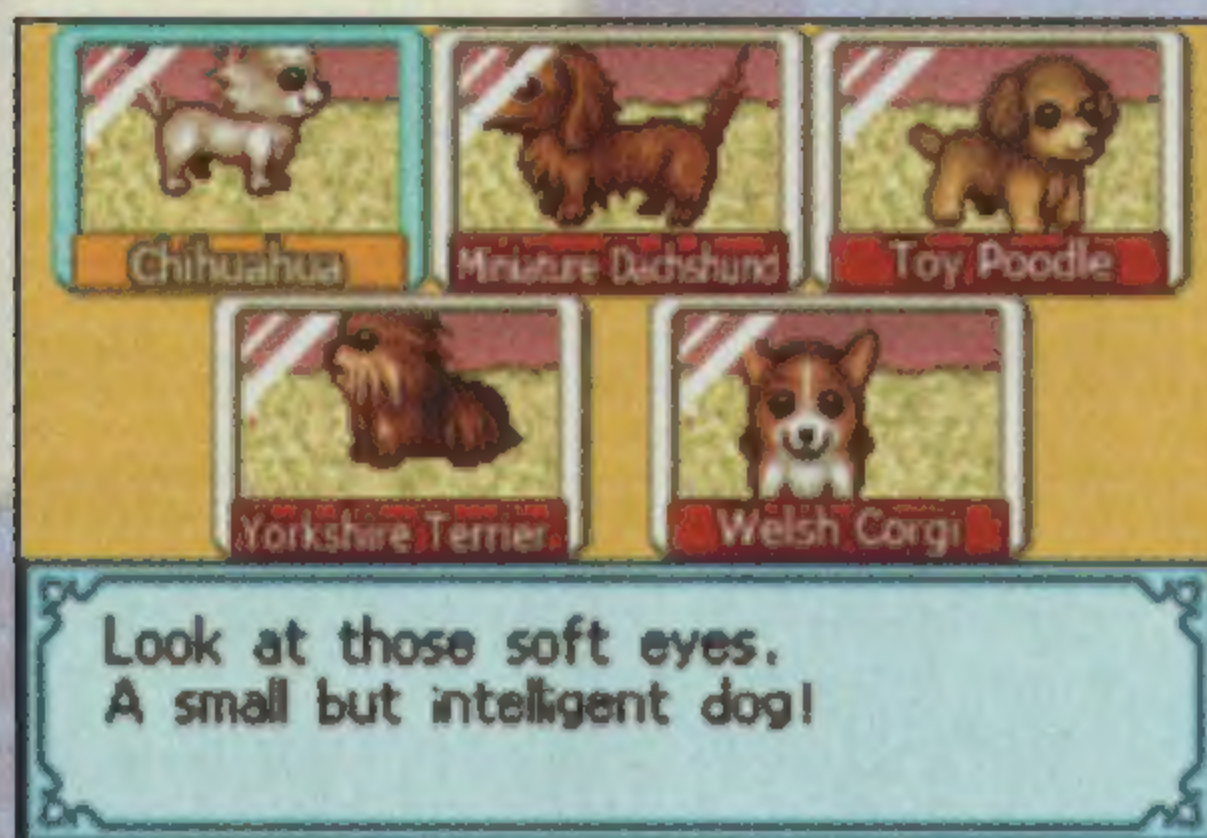 Chihuahua
Miniature Dachshund
Toy Poodle
Yorkshire Terrier
Welsh Corgi
Look at those soft eyes.
A small but intelligent dog!